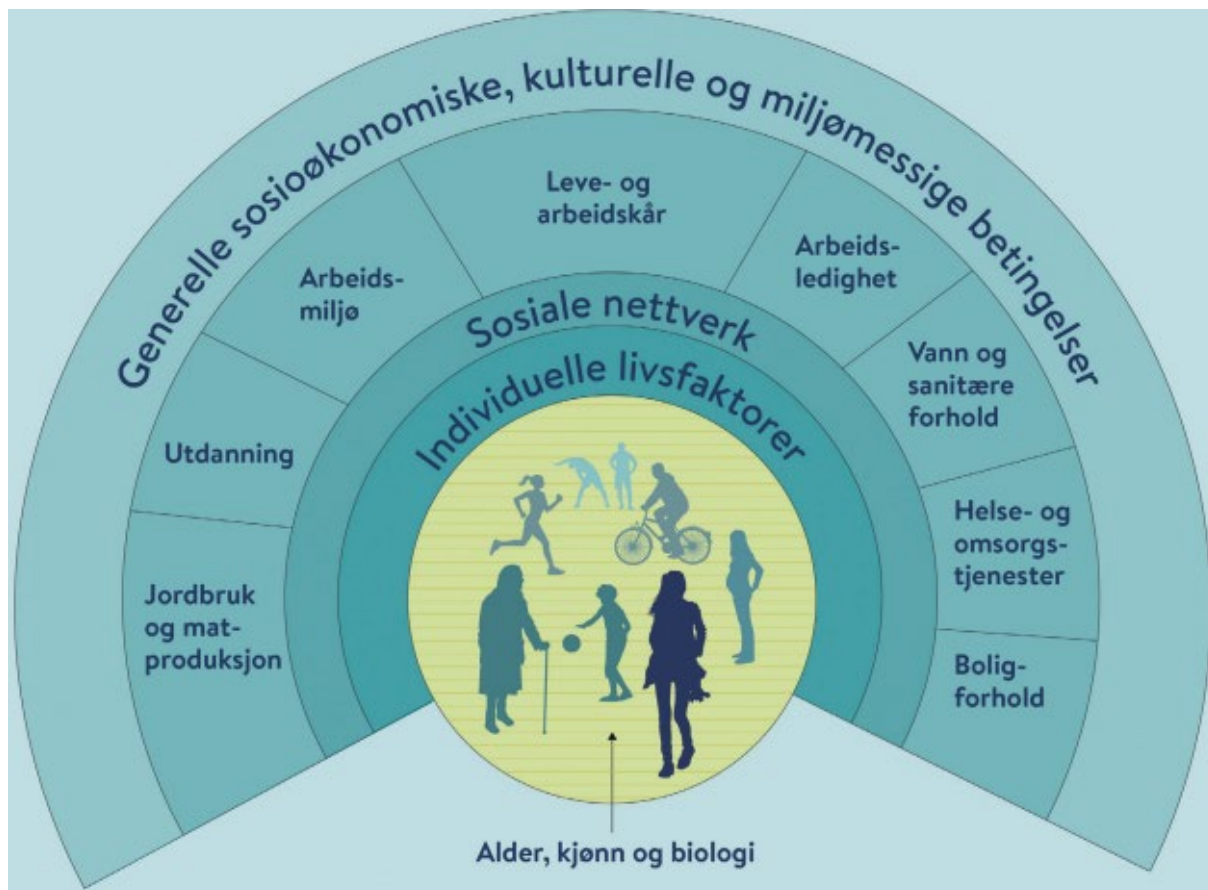 Generelle sosioøkonomiske, kulturelle og miljømessige betingelser
Leve- og
arbeidskår
Arbeids-
miljø
Arbeids-
ledighet
Sosiale nettverk
Vann og
sanitære
forhold
Individuelle livsfaktorer
Utdanning
Helse- og
omsorgs-
tjenester
Jordbruk
og mat-
produksjon
Bolig-
forhold
Alder, kjønn og biologi